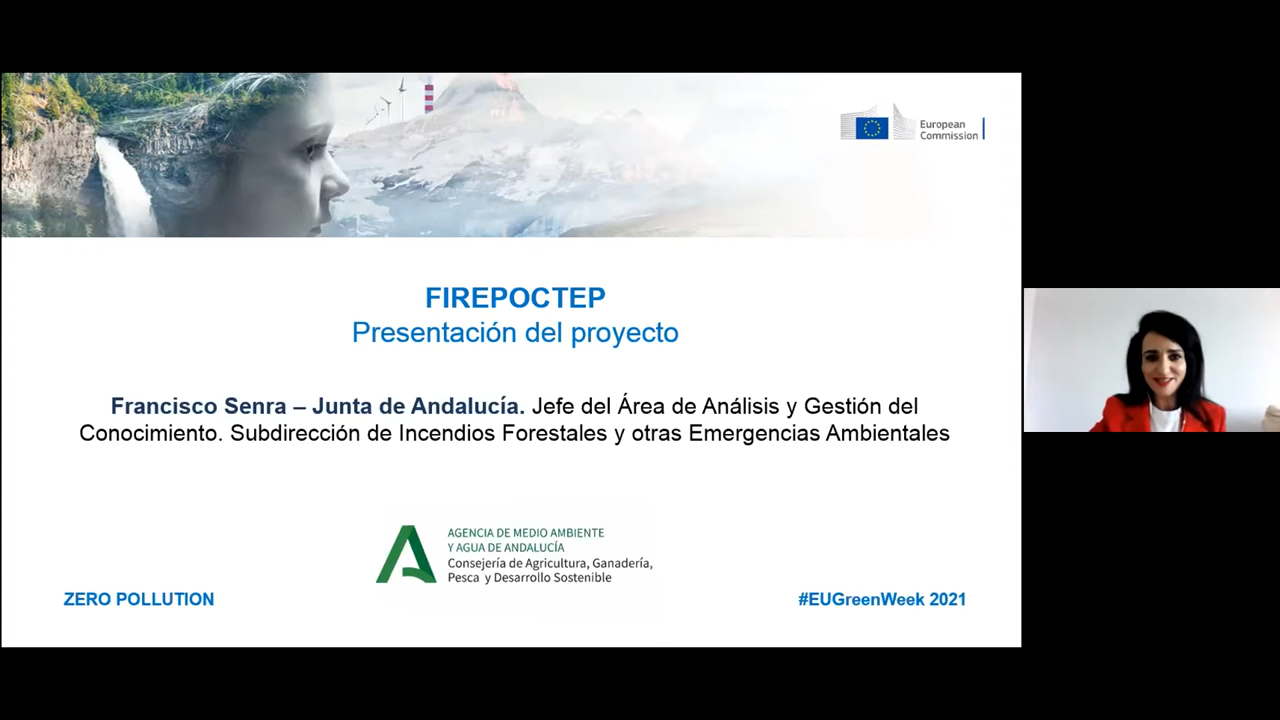 European
Commission
FIREPOCTEP
Presentación del proyecto
Francisco Senra – Junta de Andalucía. Jefe del Área de Análisis y Gestión del
Conocimiento. Subdirección de Incendios Forestales y otras Emergencias Ambientales
AGENCIA DE MEDIO AMBIENTE
Y AGUA DE ANDALUCÍA
Consejería de Agricultura, Ganadería,
Pesca y Desarrollo Sostenible
ZERO POLLUTION
#EUGreenWeek 2021